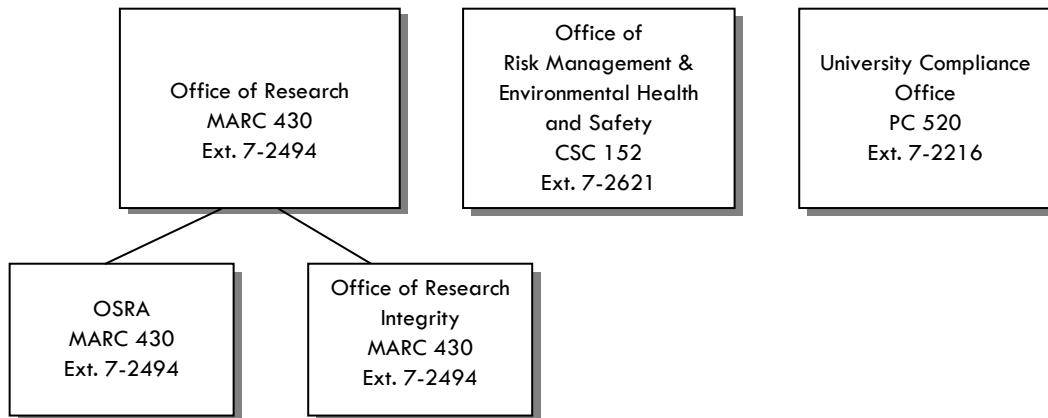 Office of Research
MARC 430
Ext. 7-2494
Office of
Risk Management &
Environmental Health
and Safety
CSC 152
Ext. 7-2621
University Compliance
Office
PC 520
Ext. 7-2216
OSRA
MARC 430
Ext. 7-2494
Office of Research
Integrity
MARC 430
Ext. 7-2494